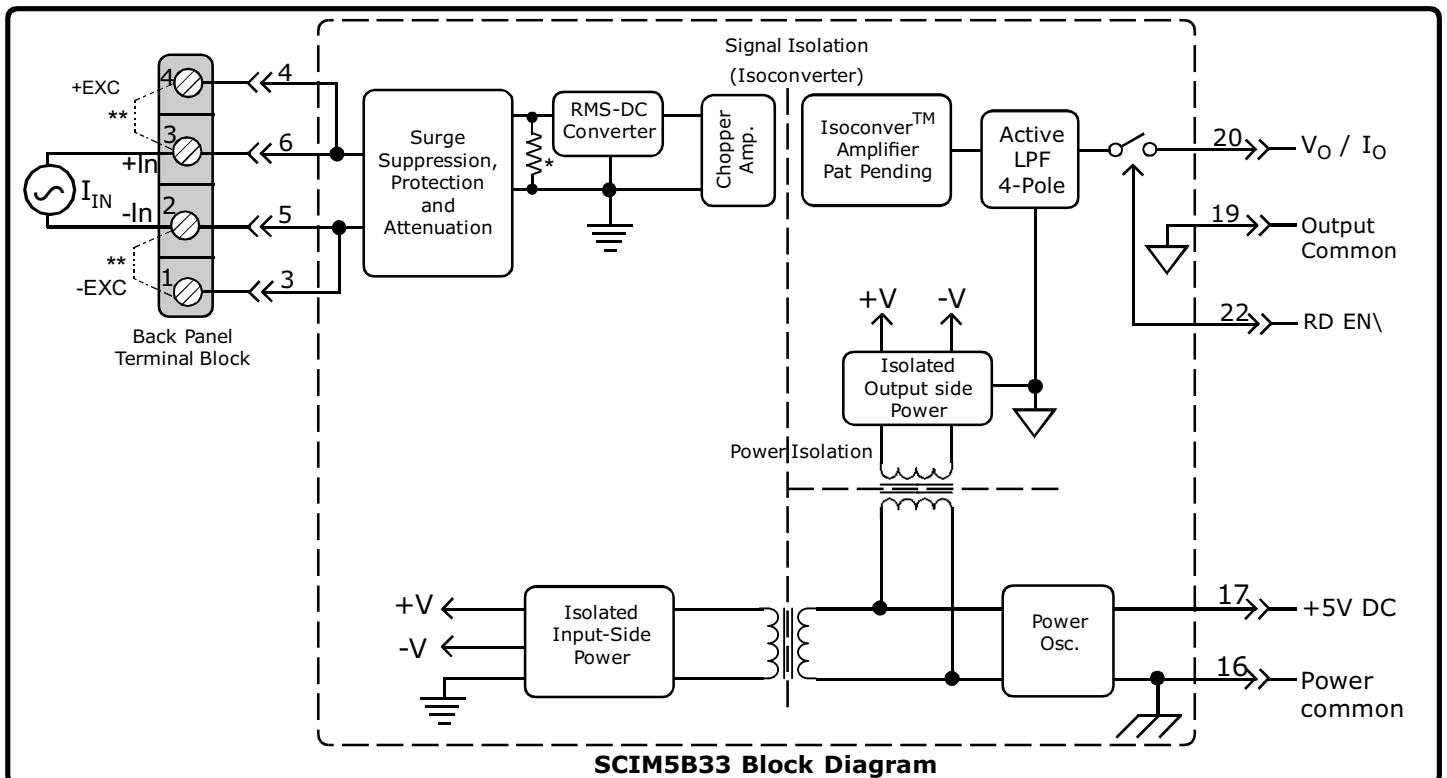 Signal Isolation
(Isoconverter)
4
+EXC
**
3
+In
I_IN
-In
2
**
1
-EXC
4
6
5
3
Back Panel
Terminal Block
Surge
Suppression,
Protection
and
Attenuation
*
RMS-DC
Converter
Chopper
Amp.
Isoconver™
Amplifier
Pat Pending
Active
LPF
4-Pole
20
V_O / I_O
19
Output
Common
22
RD EN\
+V
-V
Isolated
Output side
Power
Power Isolation
+V
-V
Isolated
Input-Side
Power
Power
Osc.
17
+5V DC
16
Power
common
SCIM5B33 Block Diagram